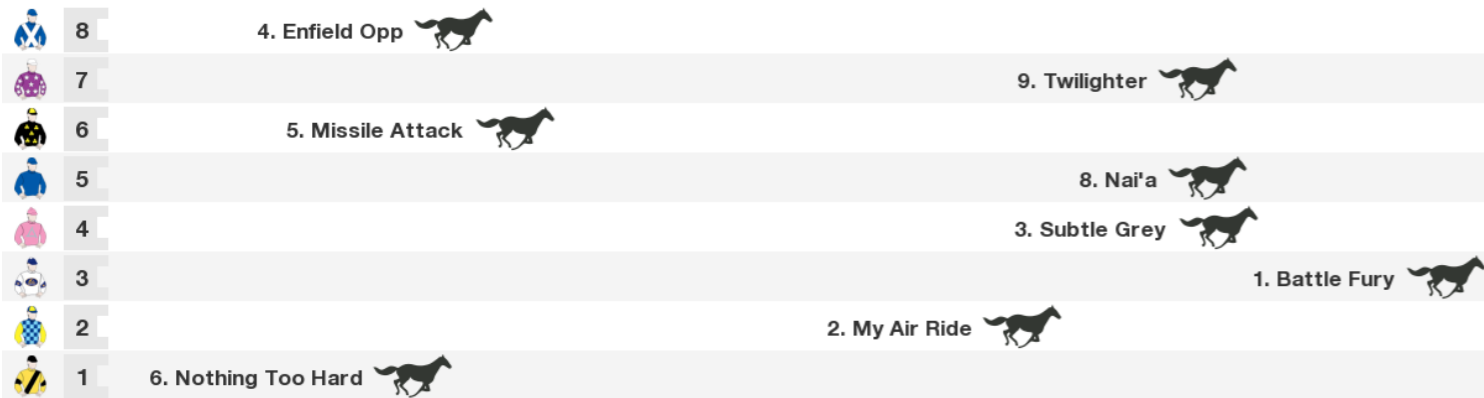 8 4. Enfield Opp
7 9. Twilighter
6 5. Missile Attack
5 8. Nai'a
4 3. Subtle Grey
3 1. Battle Fury
2 2. My Air Ride
1 6. Nothing Too Hard